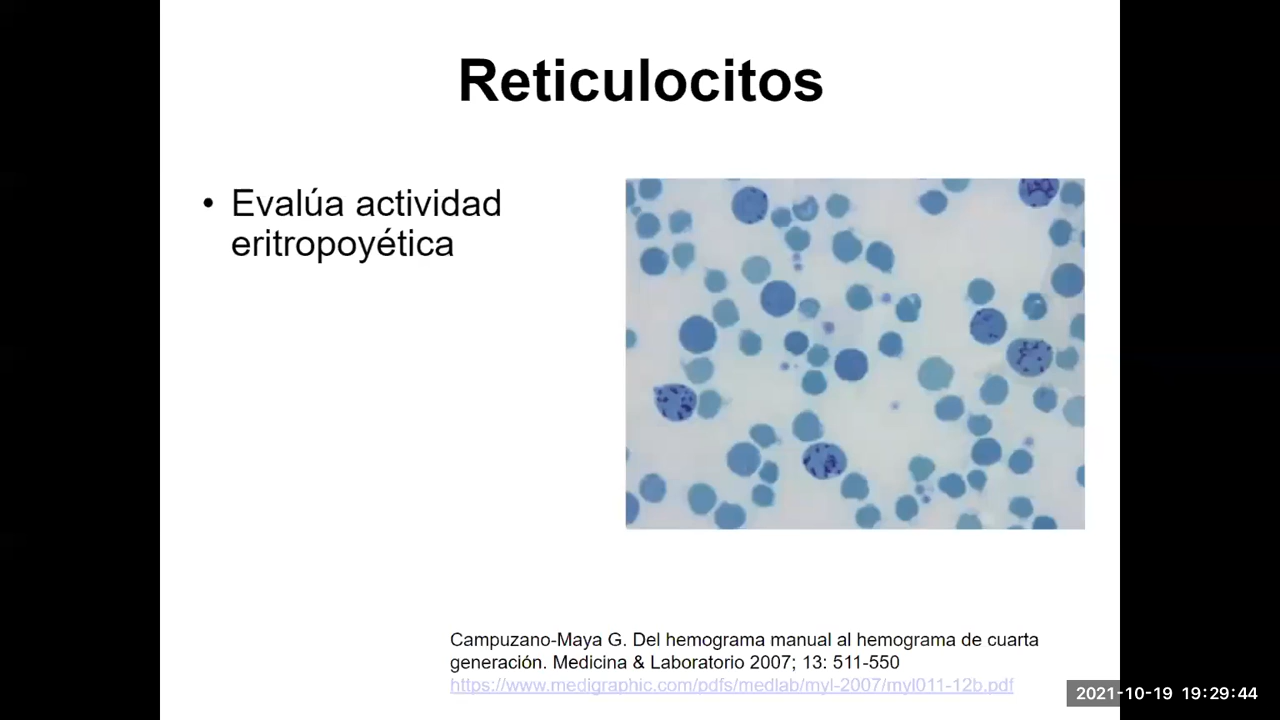 Reticulocitos
• Evalúa actividad
eritropoyética
Campuzano-Maya G. Del hemograma manual al hemograma de cuarta
generación. Medicina & Laboratorio 2007; 13: 511-550
https://www.medigraphic.com/pdfs/medlab/myl-2007/myl011-12b.pdf
2021-10-19 19:29:44